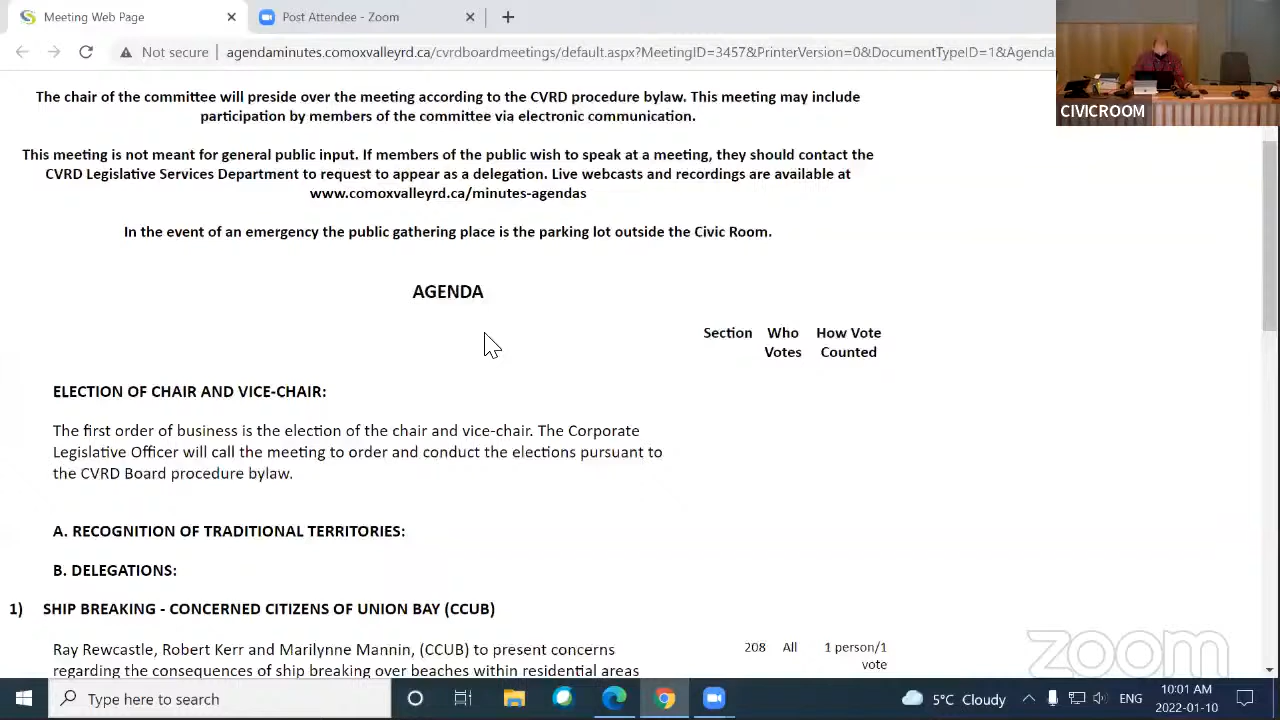 Meeting Web Page
Post Attendee - Zoom
Not secure
agendaminutes.comoxvalleyrd.ca/cvrdboardmeetings/default.aspx?MeetingID=3457&PrinterVersion=0&DocumentTypeID=1&Agenda
CIVICROOM
The chair of the committee will preside over the meeting according to the CVRD procedure bylaw. This meeting may include
participation by members of the committee via electronic communication.
This meeting is not meant for general public input. If members of the public wish to speak at a meeting, they should contact the
CVRD Legislative Services Department to request to appear as a delegation. Live webcasts and recordings are available at
www.comoxvalleyrd.ca/minutes-agendas
In the event of an emergency the public gathering place is the parking lot outside the Civic Room.
AGENDA
Section Who How Vote
Votes Counted
ELECTION OF CHAIR AND VICE-CHAIR:
The first order of business is the election of the chair and vice-chair. The Corporate
Legislative Officer will call the meeting to order and conduct the elections pursuant to
the CVRD Board procedure bylaw.
A. RECOGNITION OF TRADITIONAL TERRITORIES:
B. DELEGATIONS:
1) SHIP BREAKING - CONCERNED CITIZENS OF UNION BAY (CCUB)
Ray Rewcastle, Robert Kerr and Marilynne Mannin, (CCUB) to present concerns 208 All 1 person/1
regarding the consequences of ship breaking over beaches within residential areas vote
zoom
Type here to search
5°C Cloudy
ENG
10:01 AM
2022-01-10